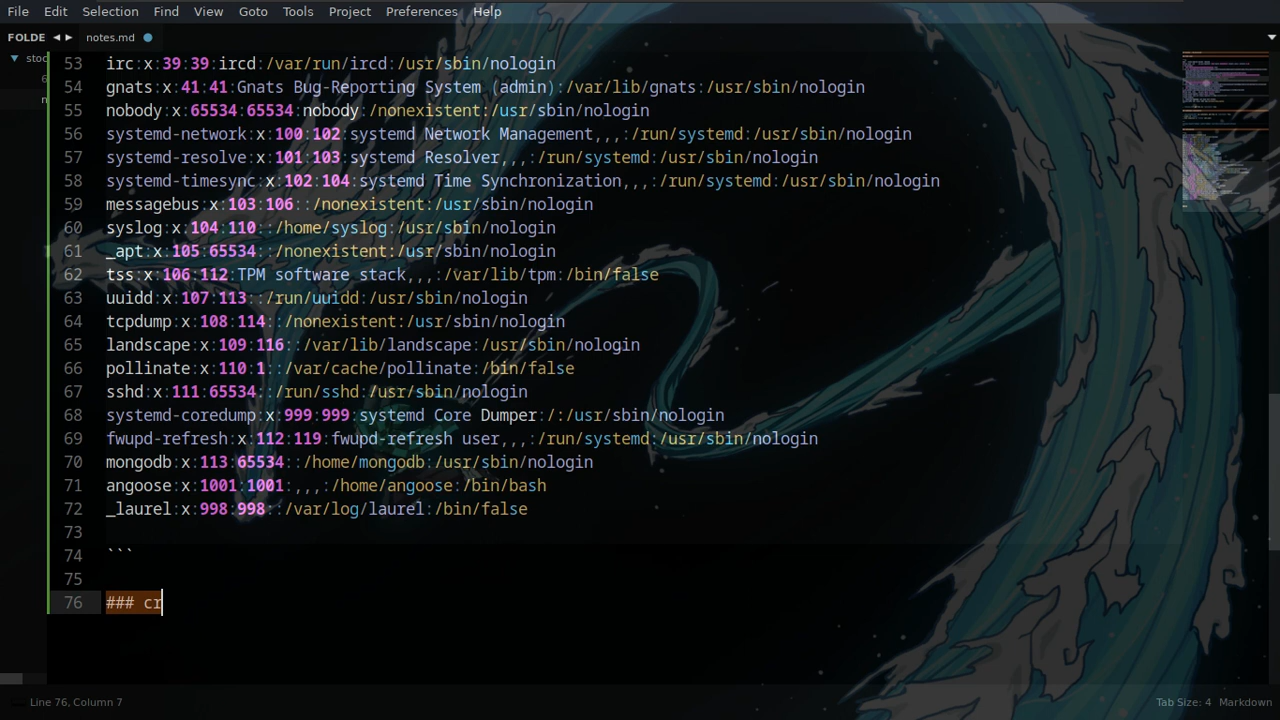 File Edit Selection Find View Goto Tools Project Preferences Help
FOLDE notes.md
stoc
53 irc:x:39:39:ircd:/var/run/ircd:/usr/sbin/nologin
6
54 gnats:x:41:41:Gnats Bug-Reporting System (admin):/var/lib/gnats:/usr/sbin/nologin
n
55 nobody:x:65534:65534:nobody:/nonexistent:/usr/sbin/nologin
56 systemd-network:x:100:102:systemd Network Management,,,:/run/systemd:/usr/sbin/nologin
57 systemd-resolve:x:101:103:systemd Resolver,,,:/run/systemd:/usr/sbin/nologin
58 systemd-timesync:x:102:104:systemd Time Synchronization,,,:/run/systemd:/usr/sbin/nologin
59 messagebus:x:103:106::/nonexistent:/usr/sbin/nologin
60 syslog:x:104:110::/home/syslog:/usr/sbin/nologin
61 _apt:x:105:65534::/nonexistent:/usr/sbin/nologin
62 tss:x:106:112:TPM software stack,,,:/var/lib/tpm:/bin/false
63 uuidd:x:107:113::/run/uuidd:/usr/sbin/nologin
64 tcpdump:x:108:114::/nonexistent:/usr/sbin/nologin
65 landscape:x:109:116::/var/lib/landscape:/usr/sbin/nologin
66 pollinate:x:110:1::/var/cache/pollinate:/bin/false
67 sshd:x:111:65534::/run/sshd:/usr/sbin/nologin
68 systemd-coredump:x:999:999:systemd Core Dumper:/:/usr/sbin/nologin
69 fwupd-refresh:x:112:119:fwupd-refresh user,,,:/run/systemd:/usr/sbin/nologin
70 mongodb:x:113:65534::/home/mongodb:/usr/sbin/nologin
71 angoose:x:1001:1001:,,,:/home/angoose:/bin/bash
72 _laurel:x:998:998::/var/log/laurel:/bin/false
73
74 ```
75
76 ### cr
Line 76, Column 7 Tab Size: 4 Markdown